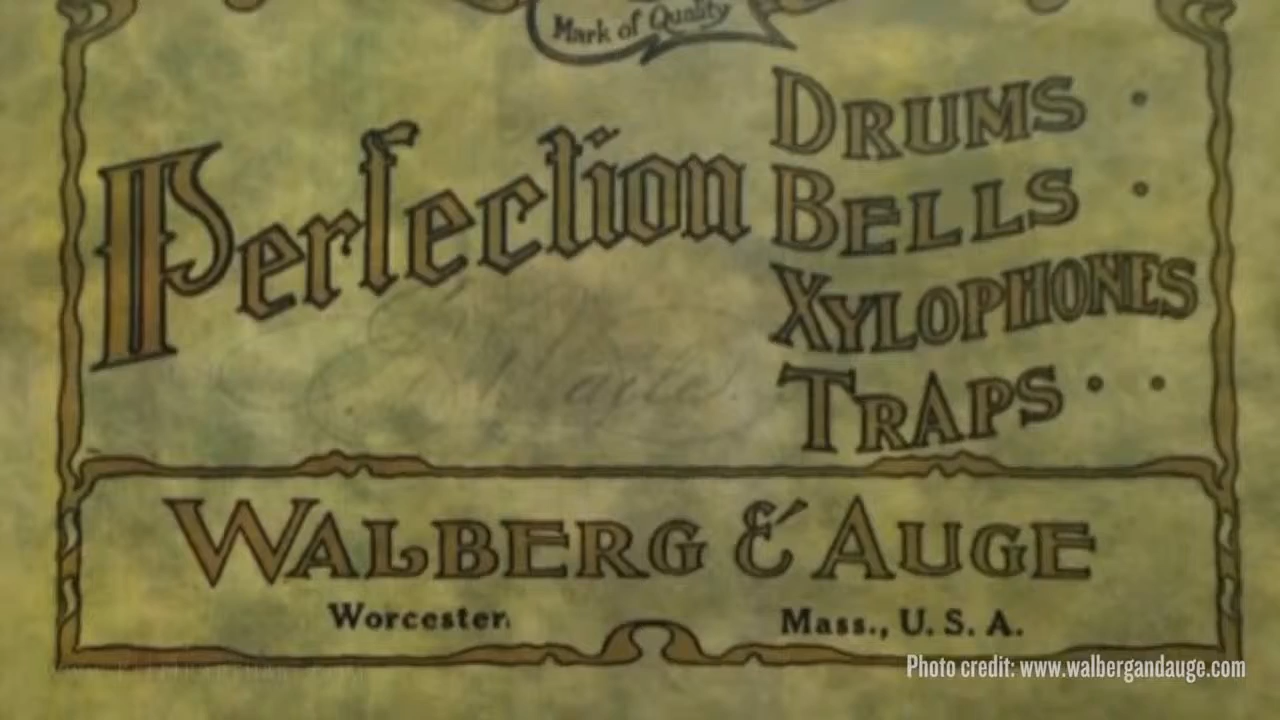 Mark of Quality
Perfection
DRUMS •
BELLS •
XYLOPHONES
TRAPS • •
WALBERG & AUGE
Worcester, Mass., U. S. A.
Photo credit: www.walbergandauge.com